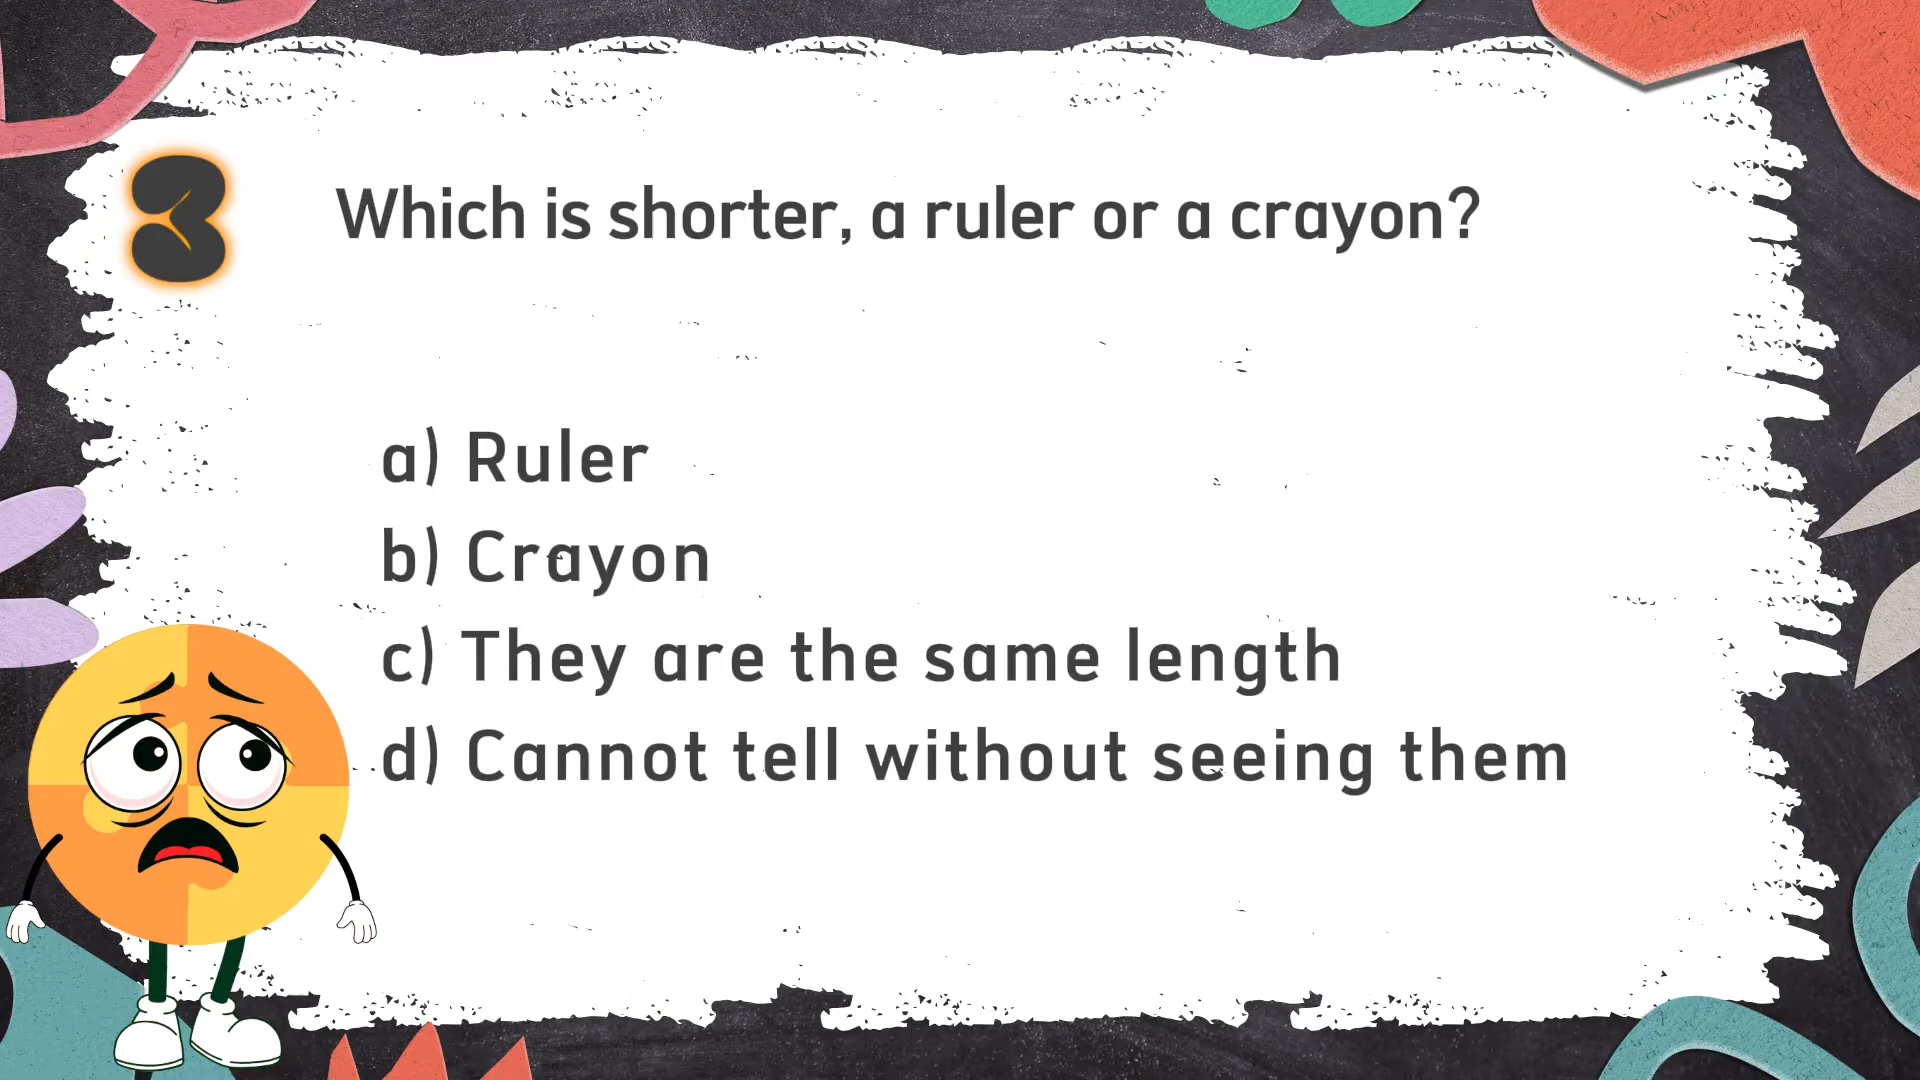 3
Which is shorter, a ruler or a crayon?
a) Ruler
b) Crayon
c) They are the same length
d) Cannot tell without seeing them